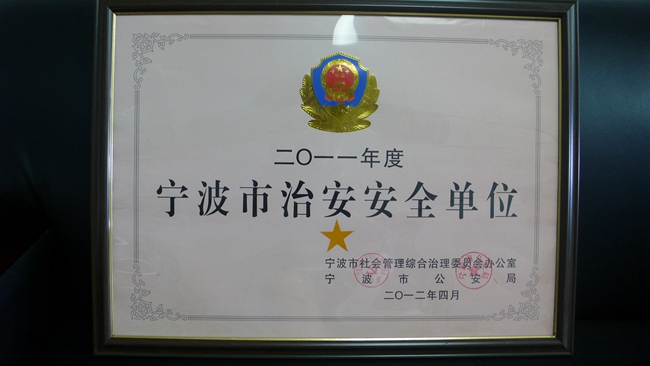 二〇一一年度
宁波市治安安全单位
宁波市社会管理综合治理委员会办公室
宁波市公安局
二〇一二年四月